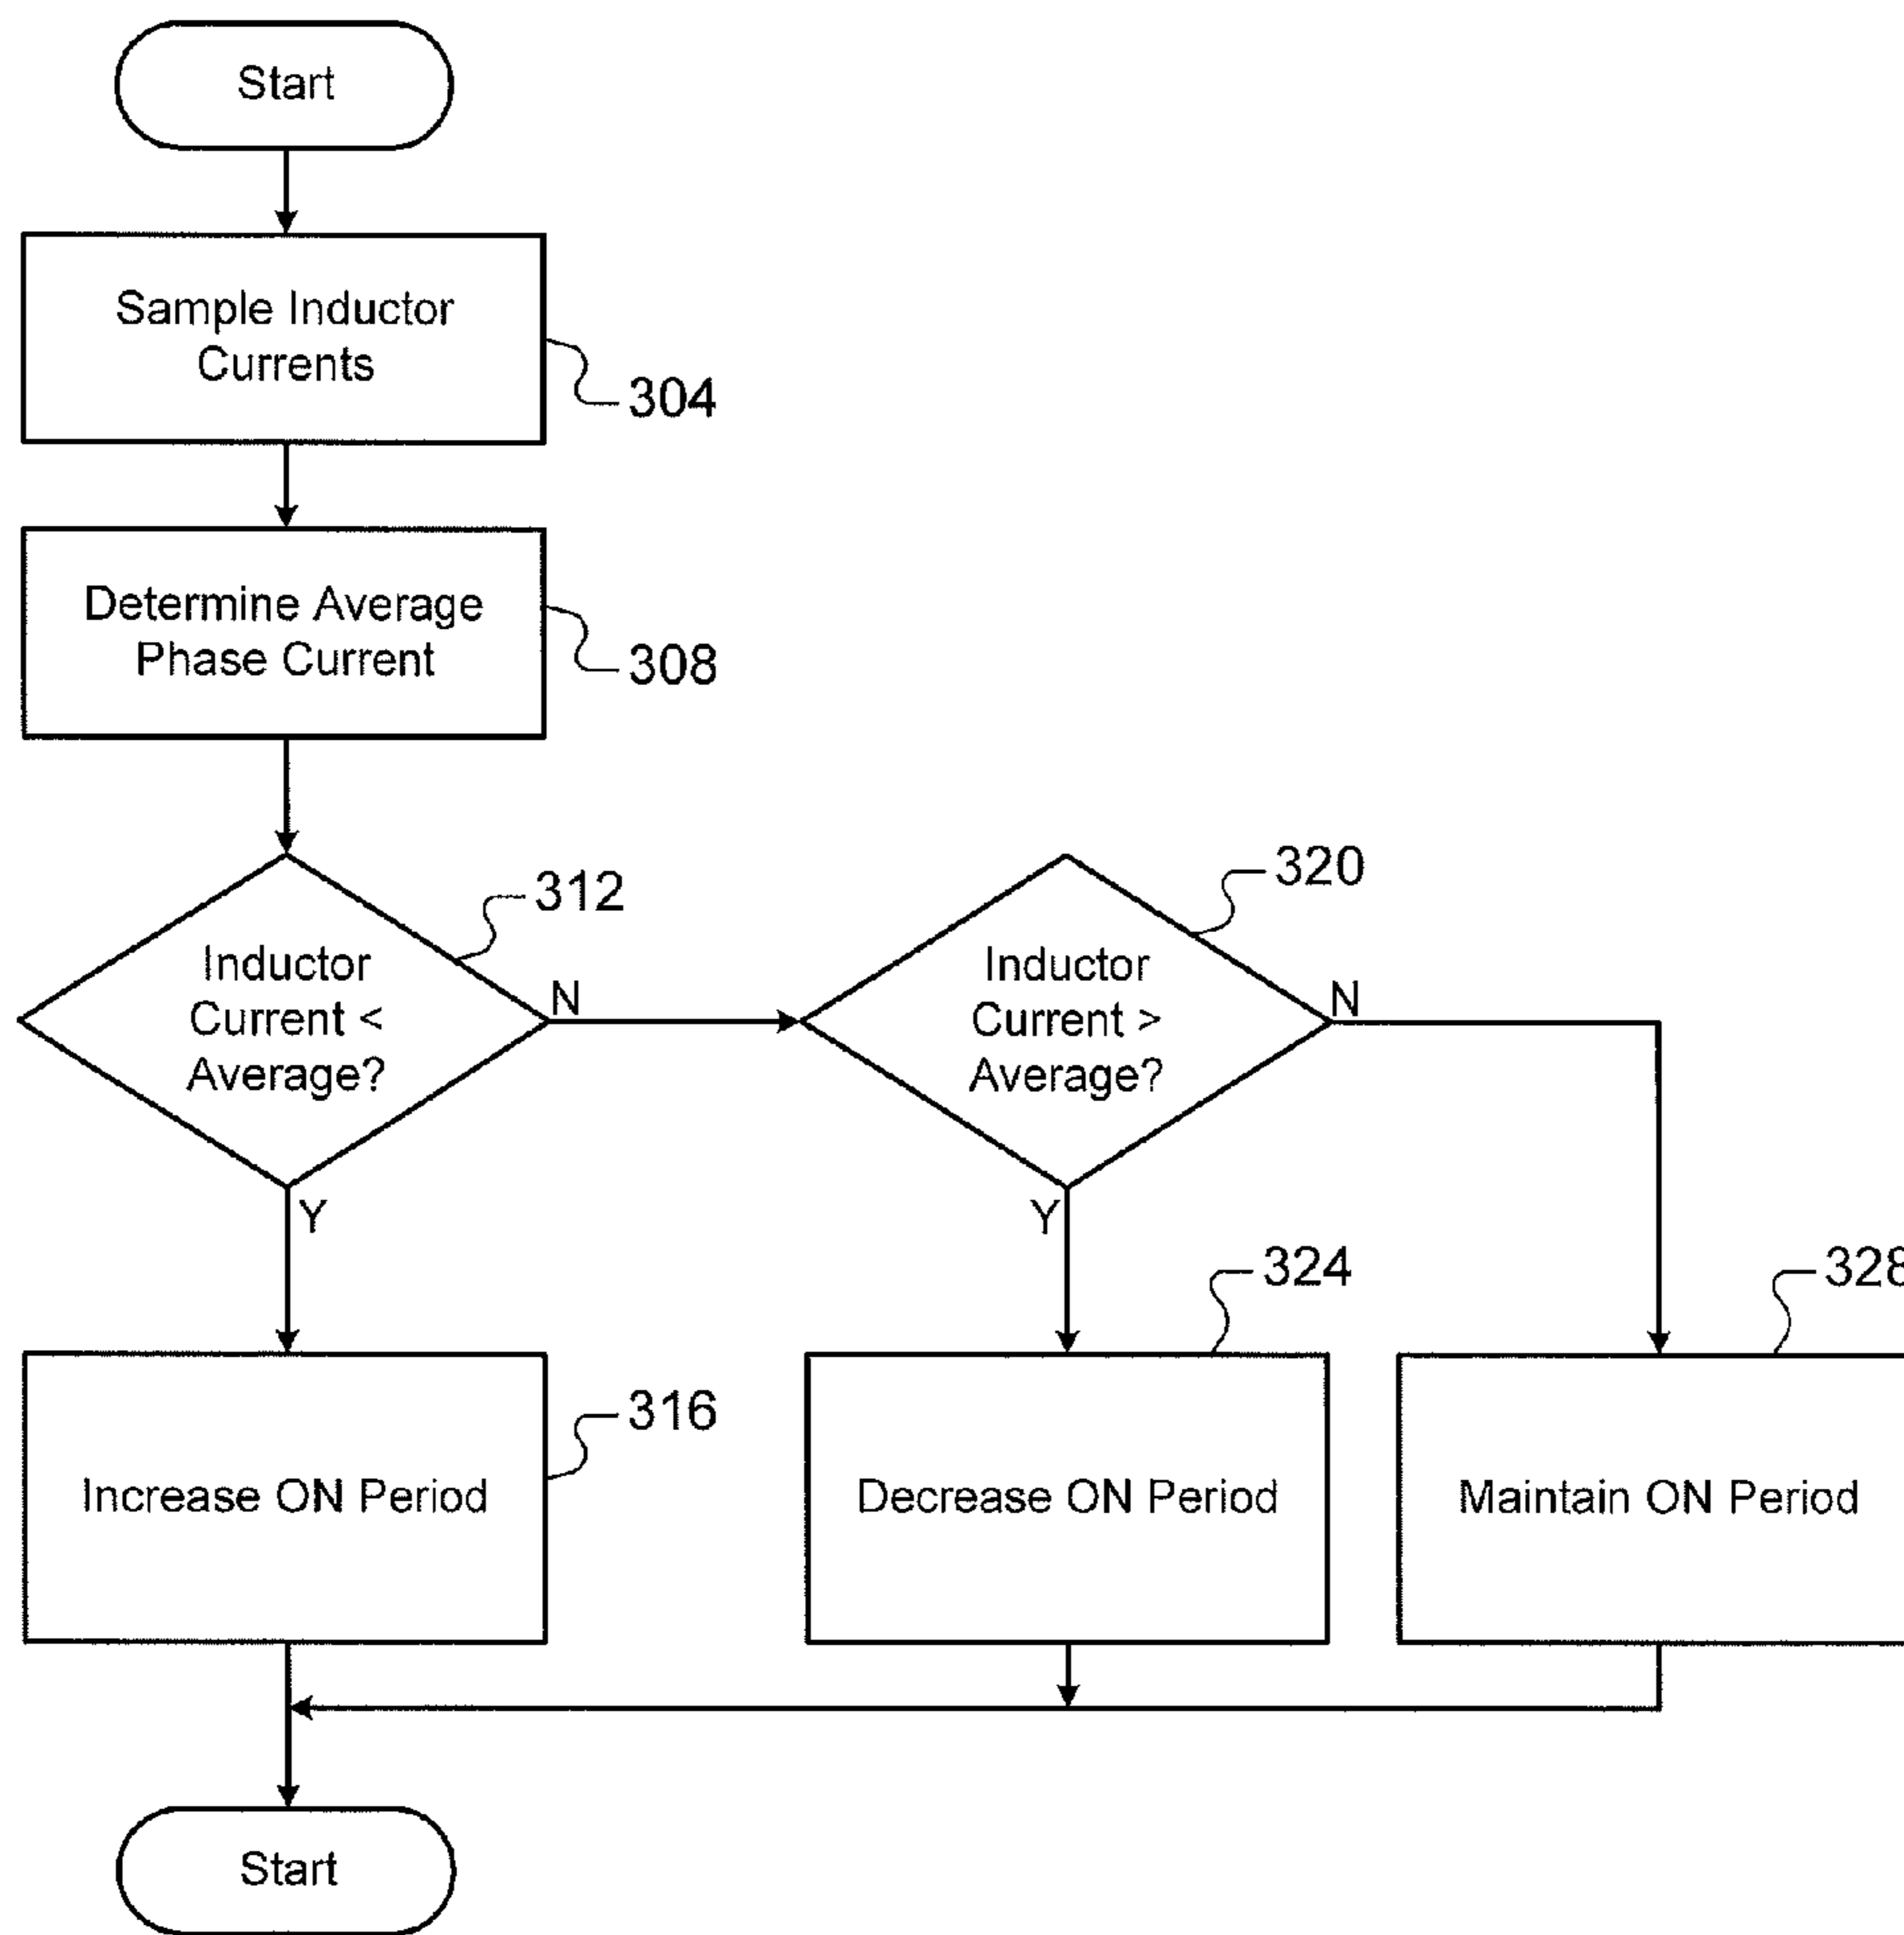 Start
Sample Inductor
Currents
304
Determine Average
Phase Current
308
312
Inductor
Current <
Average?
N
Y
320
Inductor
Current >
Average?
N
Y
316
Increase ON Period
324
Decrease ON Period
328
Maintain ON Period
Start